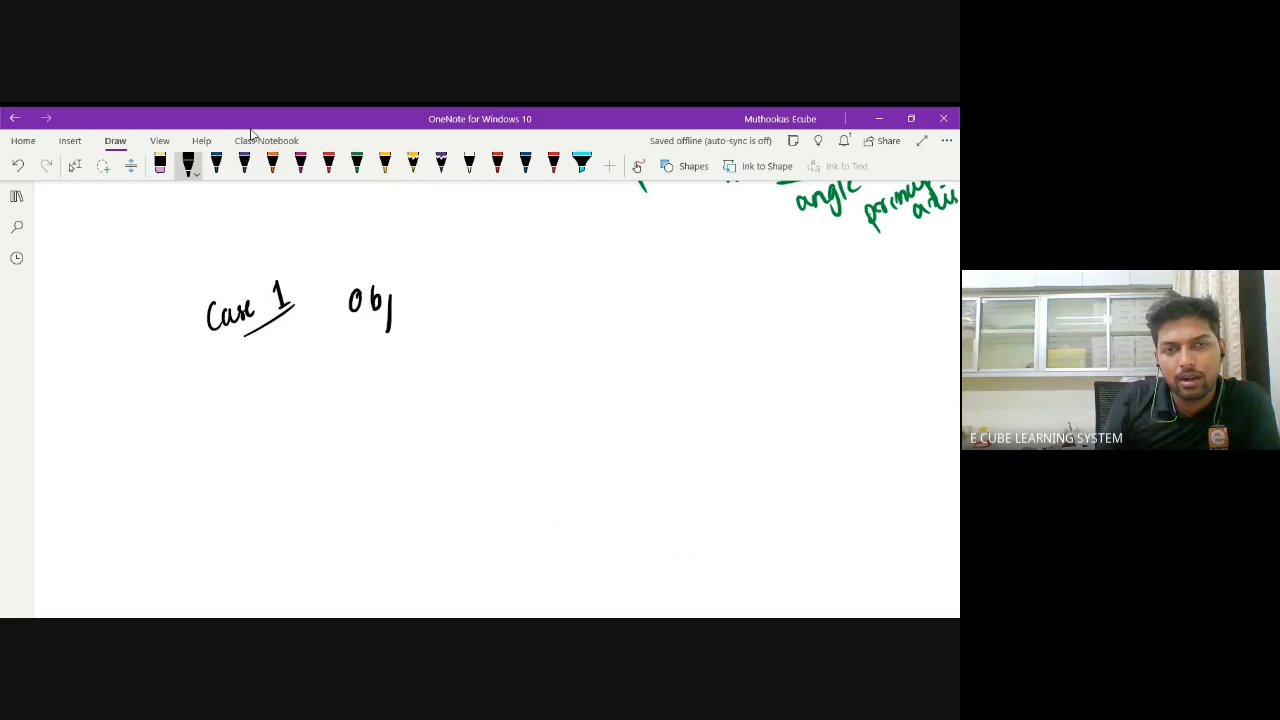 OneNote for Windows 10
Muthookas Ecube
Home Insert Draw View Help Class Notebook
Saved offline (auto-sync is off)
Share
Shapes
Ink to Shape
Ink to Text
angle
axis
Case 1 Obj
e
E CUBE LEARNING SYSTEM